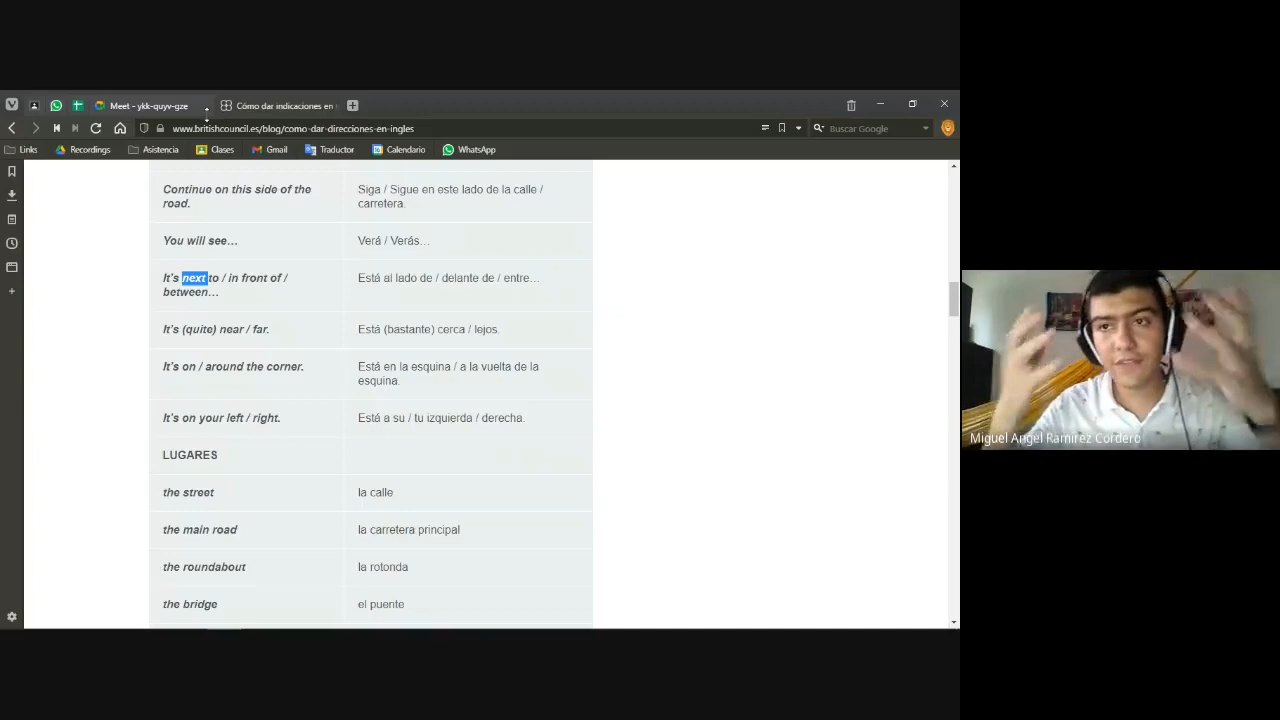 Meet - ykk-quyv-gze
Cómo dar indicaciones en
www.britishcouncil.es/blog/como-dar-direcciones-en-ingles
Buscar Google
Links
Recordings
Asistencia
Clases
Gmail
Traductor
Calendario
WhatsApp
Continue on this side of the
road.
Siga / Sigue en este lado de la calle /
carretera.
You will see…
Verá / Verás…
It's next to / in front of /
between…
Está al lado de / delante de / entre…
It's (quite) near / far.
Está (bastante) cerca / lejos.
It's on / around the corner.
Está en la esquina / a la vuelta de la
esquina.
It's on your left / right.
Está a su / tu izquierda / derecha.
LUGARES
the street
la calle
the main road
la carretera principal
the roundabout
la rotonda
the bridge
el puente
Miguel Angel Ramirez Cordero